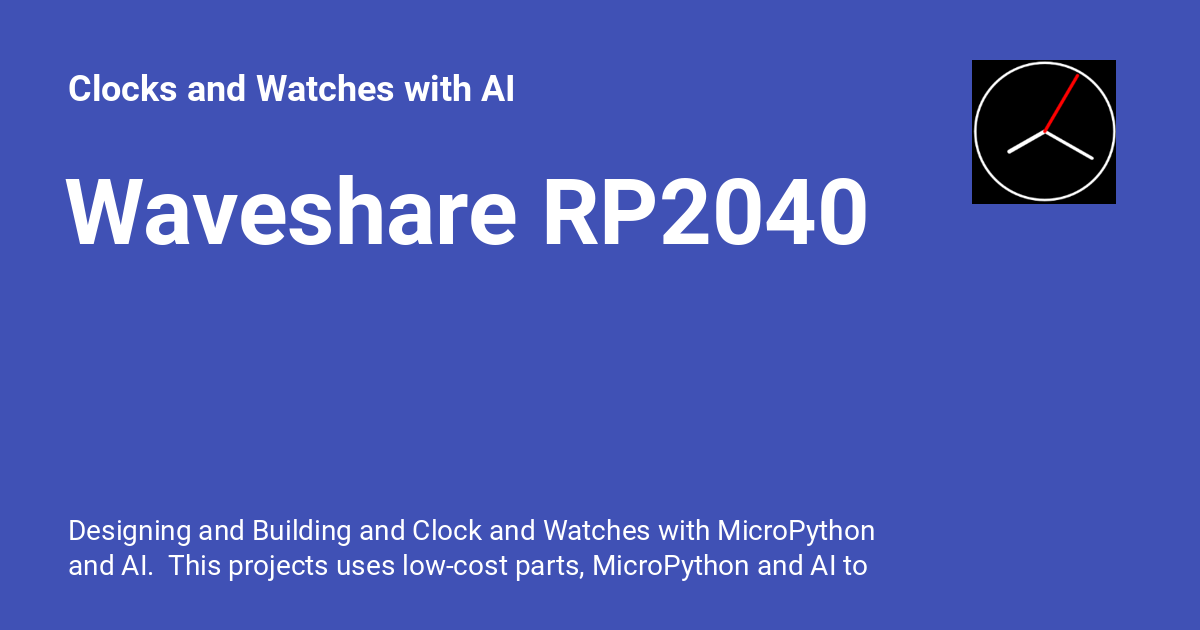 Clocks and Watches with AI
Waveshare RP2040
Designing and Building and Clock and Watches with MicroPython
and AI.  This projects uses low-cost parts, MicroPython and AI to